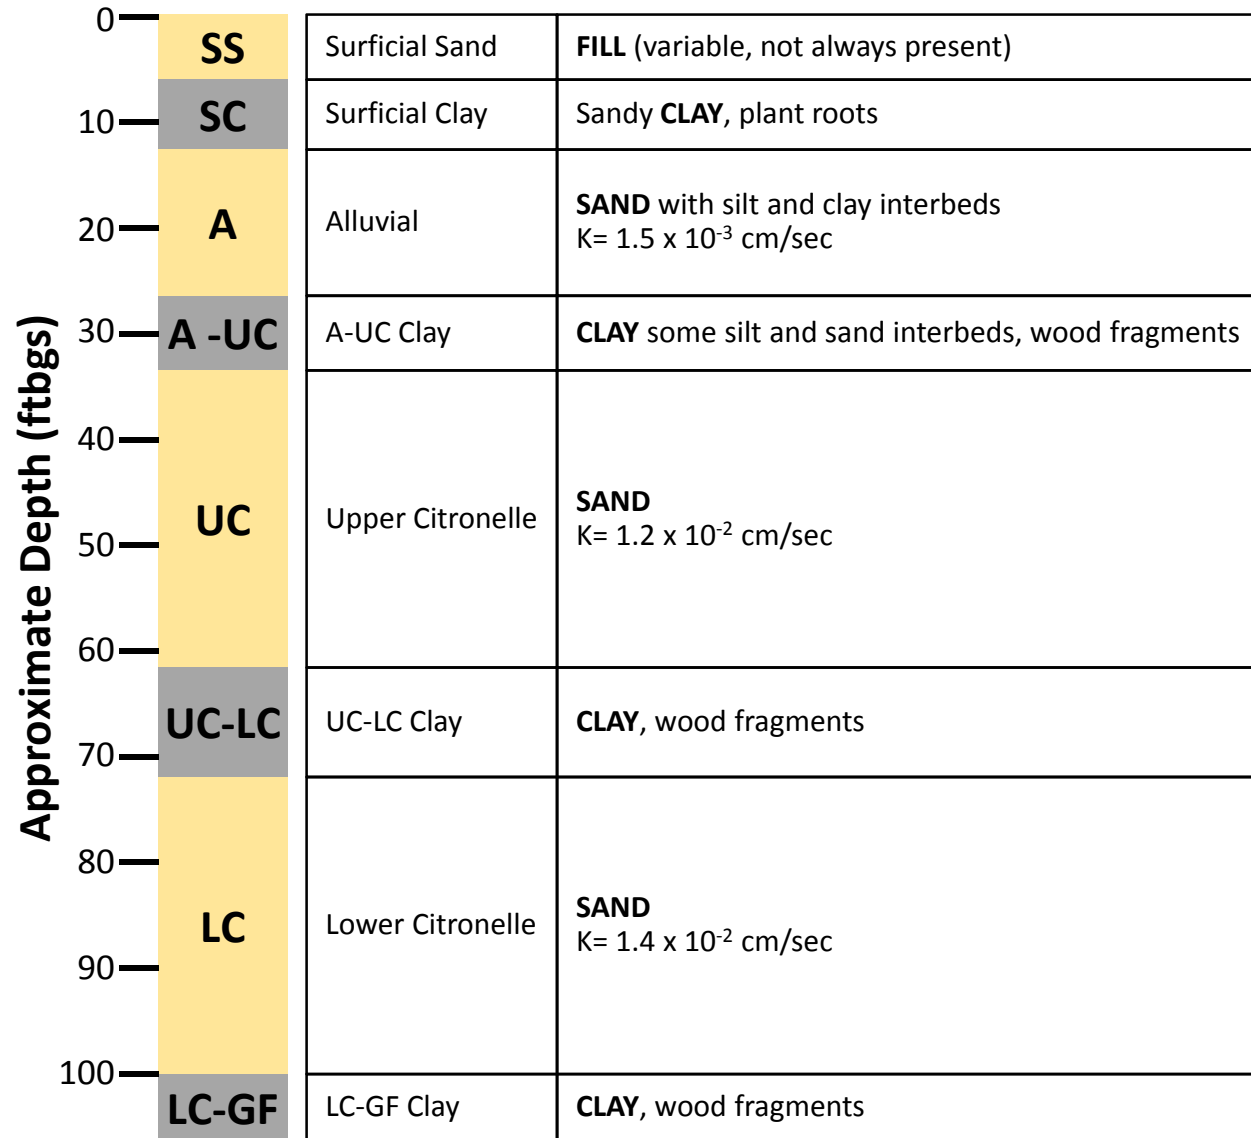 Approximate Depth (ftbgs)
0
SS
Surficial Sand
FILL (variable, not always present)
10
SC
Surficial Clay
Sandy CLAY, plant roots
20
A
Alluvial
SAND with silt and clay interbeds
K= 1.5 x 10⁻³ cm/sec
30
A -UC
A-UC Clay
CLAY some silt and sand interbeds, wood fragments
40
50
60
UC
Upper Citronelle
SAND
K= 1.2 x 10⁻² cm/sec
70
UC-LC
UC-LC Clay
CLAY, wood fragments
80
90
LC
Lower Citronelle
SAND
K= 1.4 x 10⁻² cm/sec
100
LC-GF
LC-GF Clay
CLAY, wood fragments